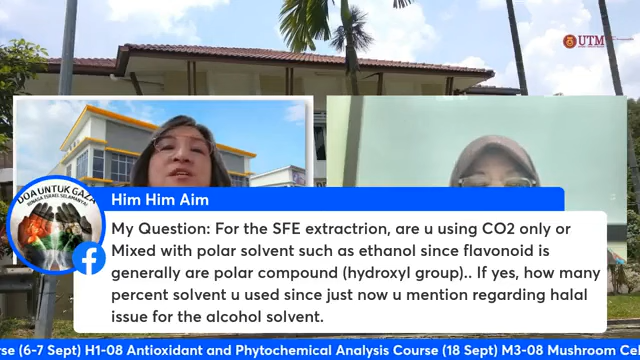 UTM
DOA UNTUK GAZA
Him Him Aim
My Question: For the SFE extractrion, are u using CO2 only or
Mixed with polar solvent such as ethanol since flavonoid is
generally are polar compound (hydroxyl group).. If yes, how many
percent solvent u used since just now u mention regarding halal
issue for the alcohol solvent.
se (6-7 Sept) H1-08 Antioxidant and Phytochemical Analysis Course (18 Sept) M3-08 Mushroom Cel